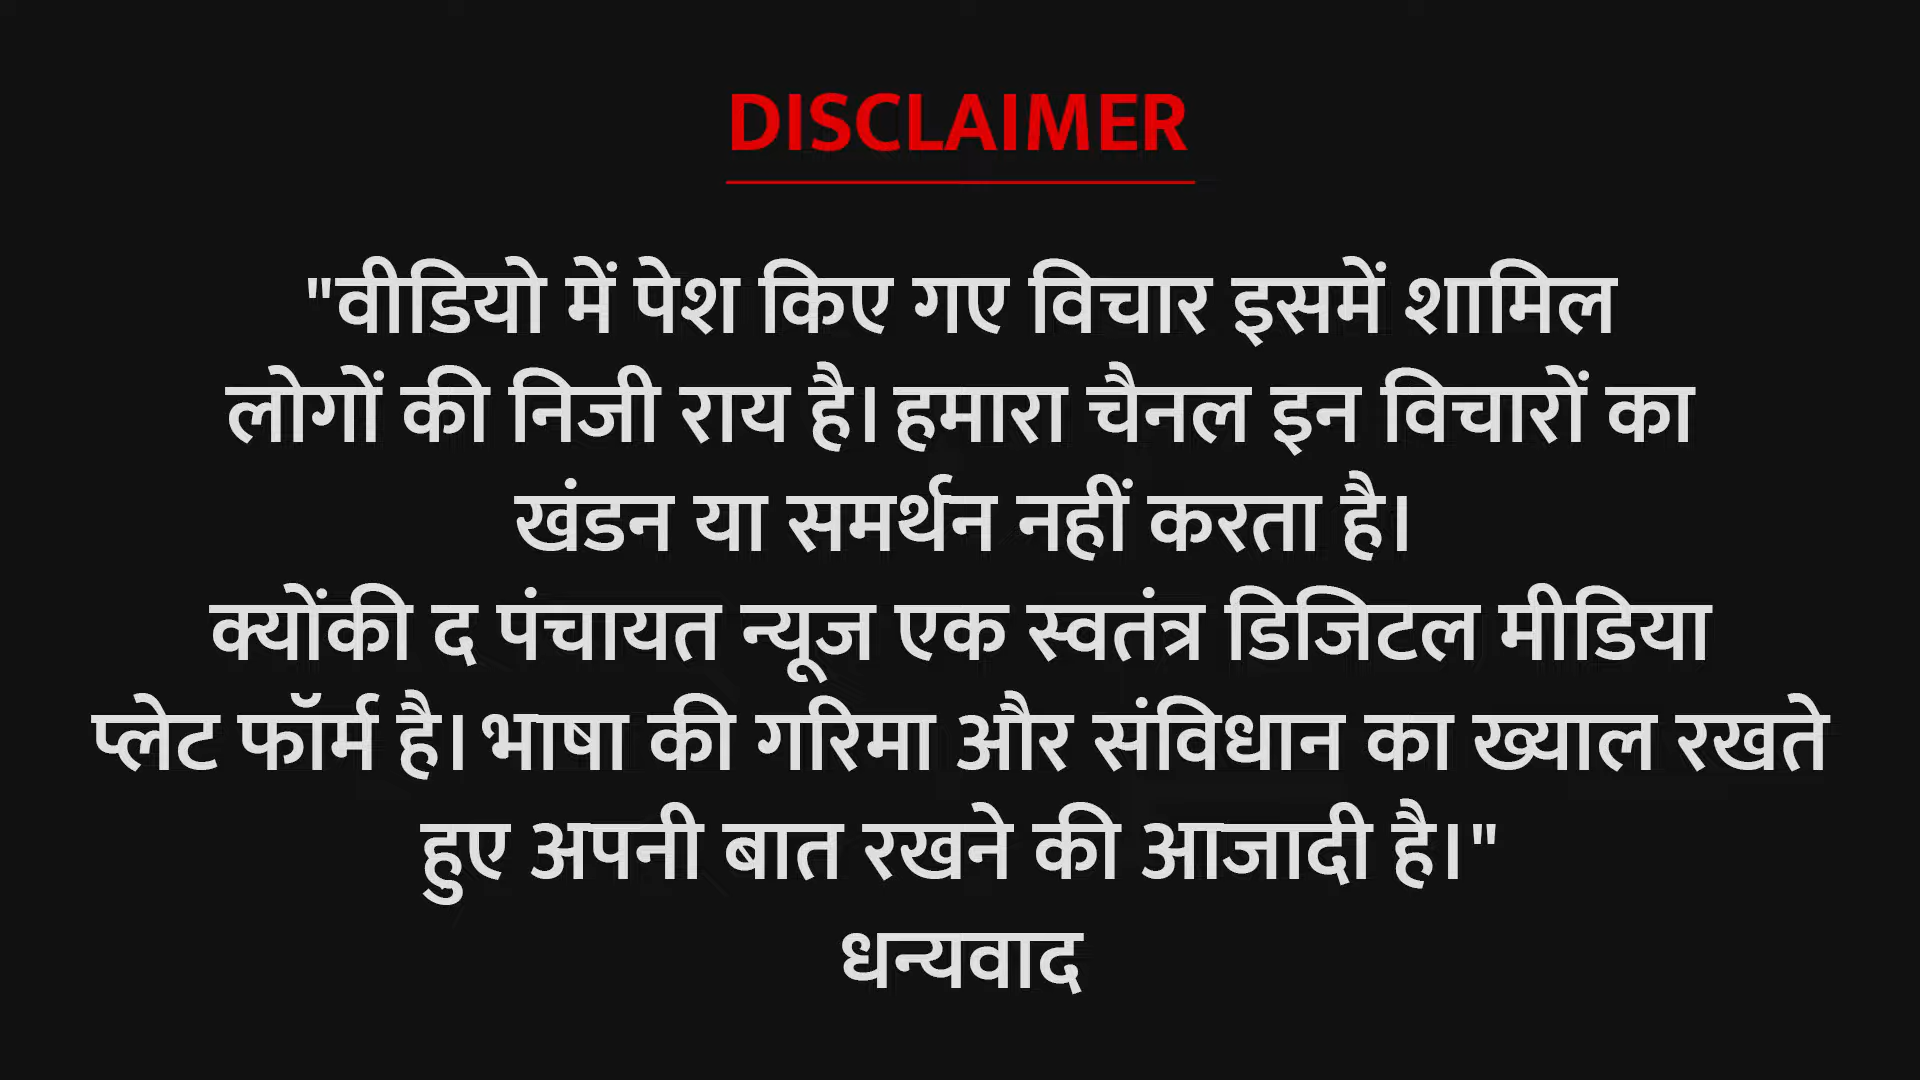 DISCLAIMER
"वीडियो में पेश किए गए विचार इसमें शामिल
लोगों की निजी राय है। हमारा चैनल इन विचारों का
खंडन या समर्थन नहीं करता है।
क्योंकी द पंचायत न्यूज एक स्वतंत्र डिजिटल मीडिया
प्लेट फॉर्म है। भाषा की गरिमा और संविधान का ख्याल रखते
हुए अपनी बात रखने की आजादी है।"
धन्यवाद